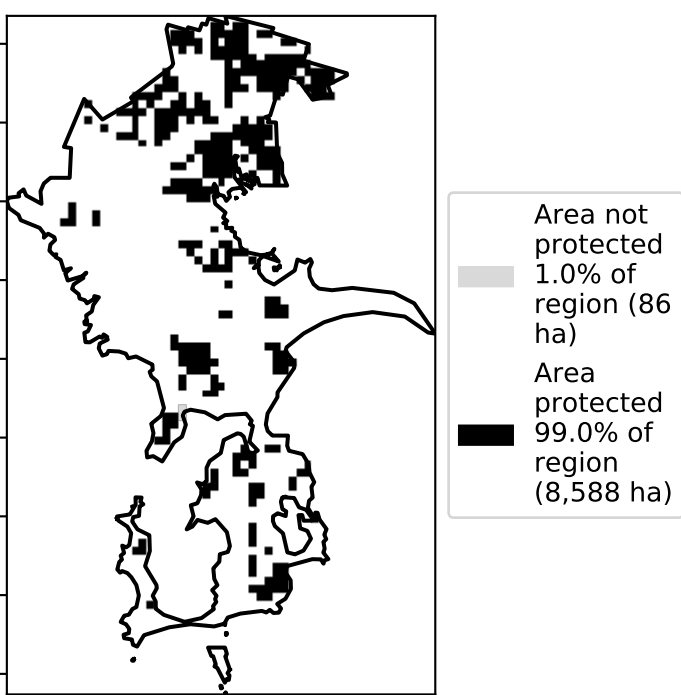 Area not
protected
1.0% of
region (86
ha)
Area
protected
99.0% of
region
(8,588 ha)